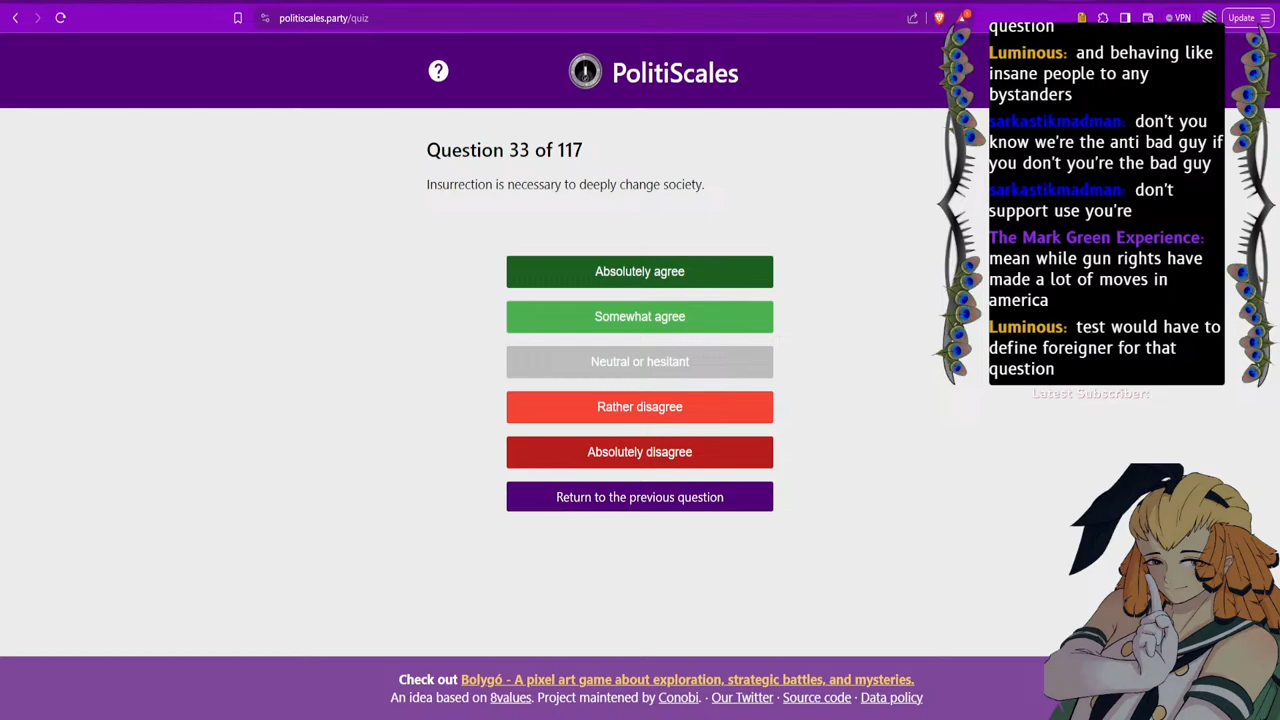 politiscales.party/quiz
VPN
Update
PolitiScales
Question 33 of 117
Insurrection is necessary to deeply change society.
Absolutely agree
Somewhat agree
Neutral or hesitant
Rather disagree
Absolutely disagree
Return to the previous question
question
Luminous: and behaving like
insane people to any
bystanders
sarkastikmadman: don't you
know we're the anti bad guy if
you don't you're the bad guy
sarkastikmadman: don't
support use you're
The Mark Green Experience:
mean while gun rights have
made a lot of moves in
america
Luminous: test would have to
define foreigner for that
question
Latest Subscriber:
Check out Bolygó - A pixel art game about exploration, strategic battles, and mysteries.
An idea based on 8values. Project maintened by Conobi. · Our Twitter · Source code · Data policy